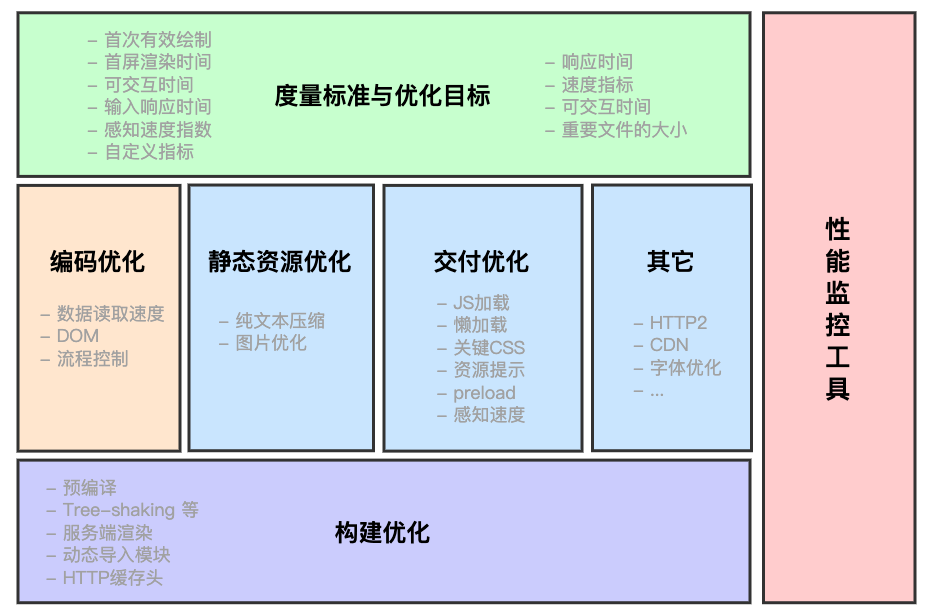 – 首次有效绘制
– 首屏渲染时间
– 可交互时间
– 输入响应时间
– 感知速度指数
– 自定义指标
度量标准与优化目标
– 响应时间
– 速度指标
– 可交互时间
– 重要文件的大小
编码优化
– 数据读取速度
– DOM
– 流程控制
静态资源优化
– 纯文本压缩
– 图片优化
交付优化
– JS加载
– 懒加载
– 关键CSS
– 资源提示
– preload
– 感知速度
其它
– HTTP2
– CDN
– 字体优化
– ...
– 预编译
– Tree-shaking 等
– 服务端渲染
– 动态导入模块
– HTTP缓存头
构建优化
性能监控工具